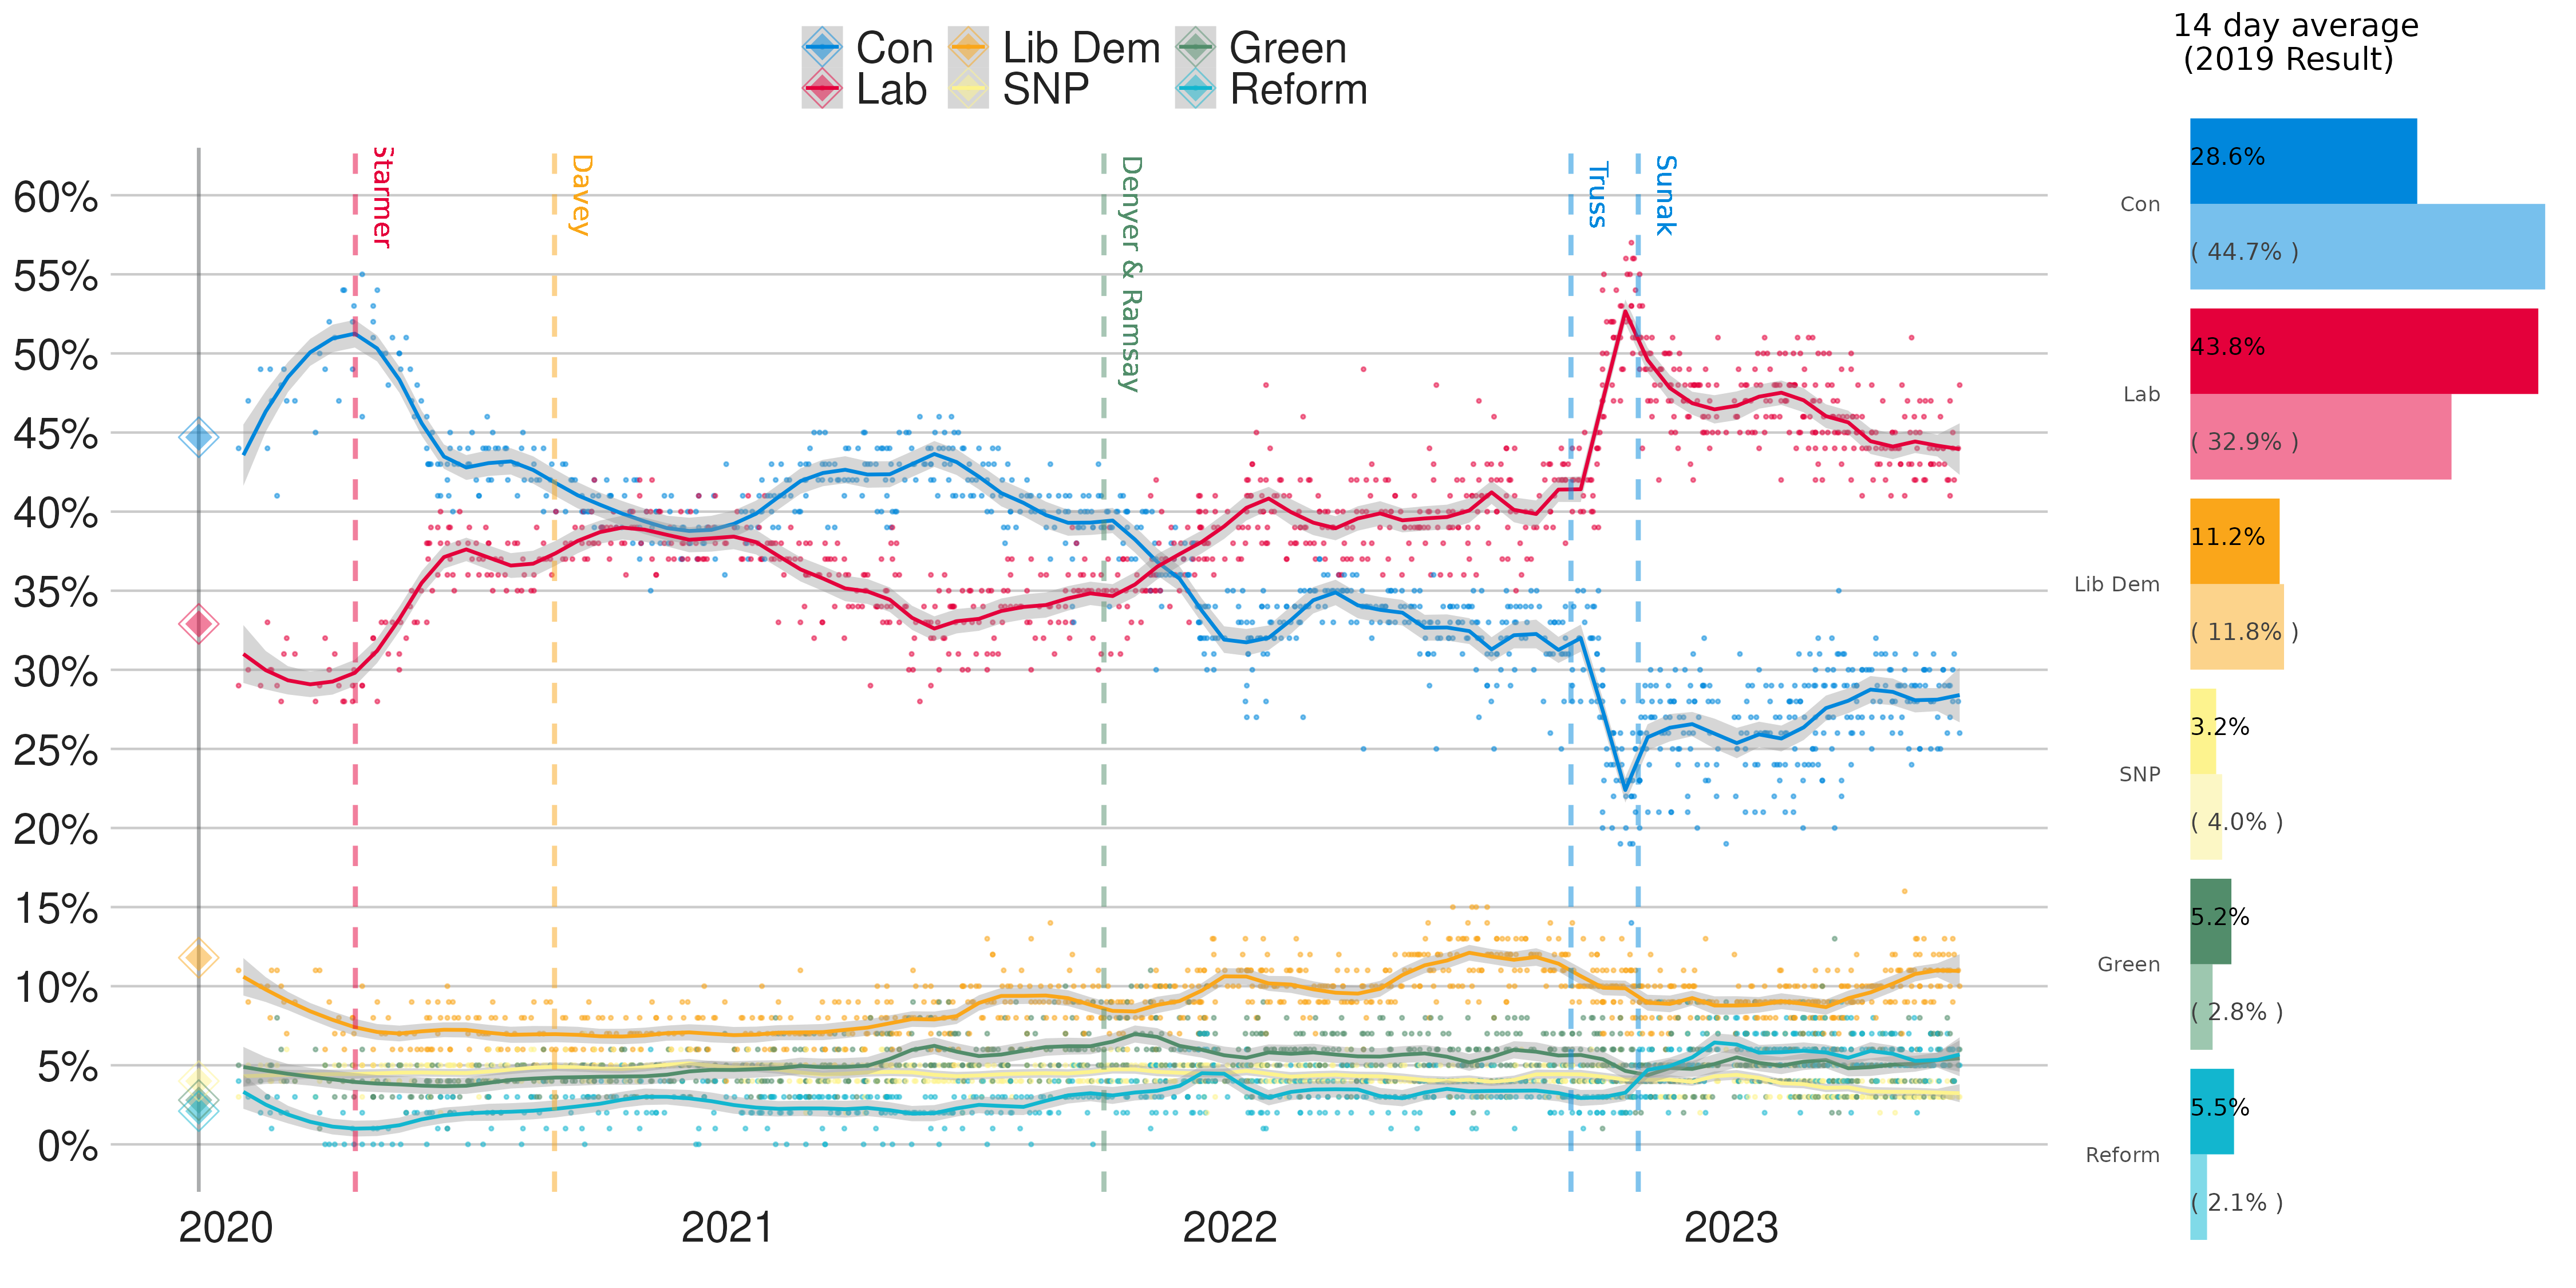 Con Lib Dem Green
Lab SNP Reform
14 day average
(2019 Result)
Starmer
Davey
Denyer & Ramsay
Truss
Sunak
60%
55%
50%
45%
40%
35%
30%
25%
20%
15%
10%
5%
0%
2020 2021 2022 2023
28.6%
Con
( 44.7% )
43.8%
Lab
( 32.9% )
11.2%
Lib Dem
( 11.8% )
3.2%
SNP
( 4.0% )
5.2%
Green
( 2.8% )
5.5%
Reform
( 2.1% )